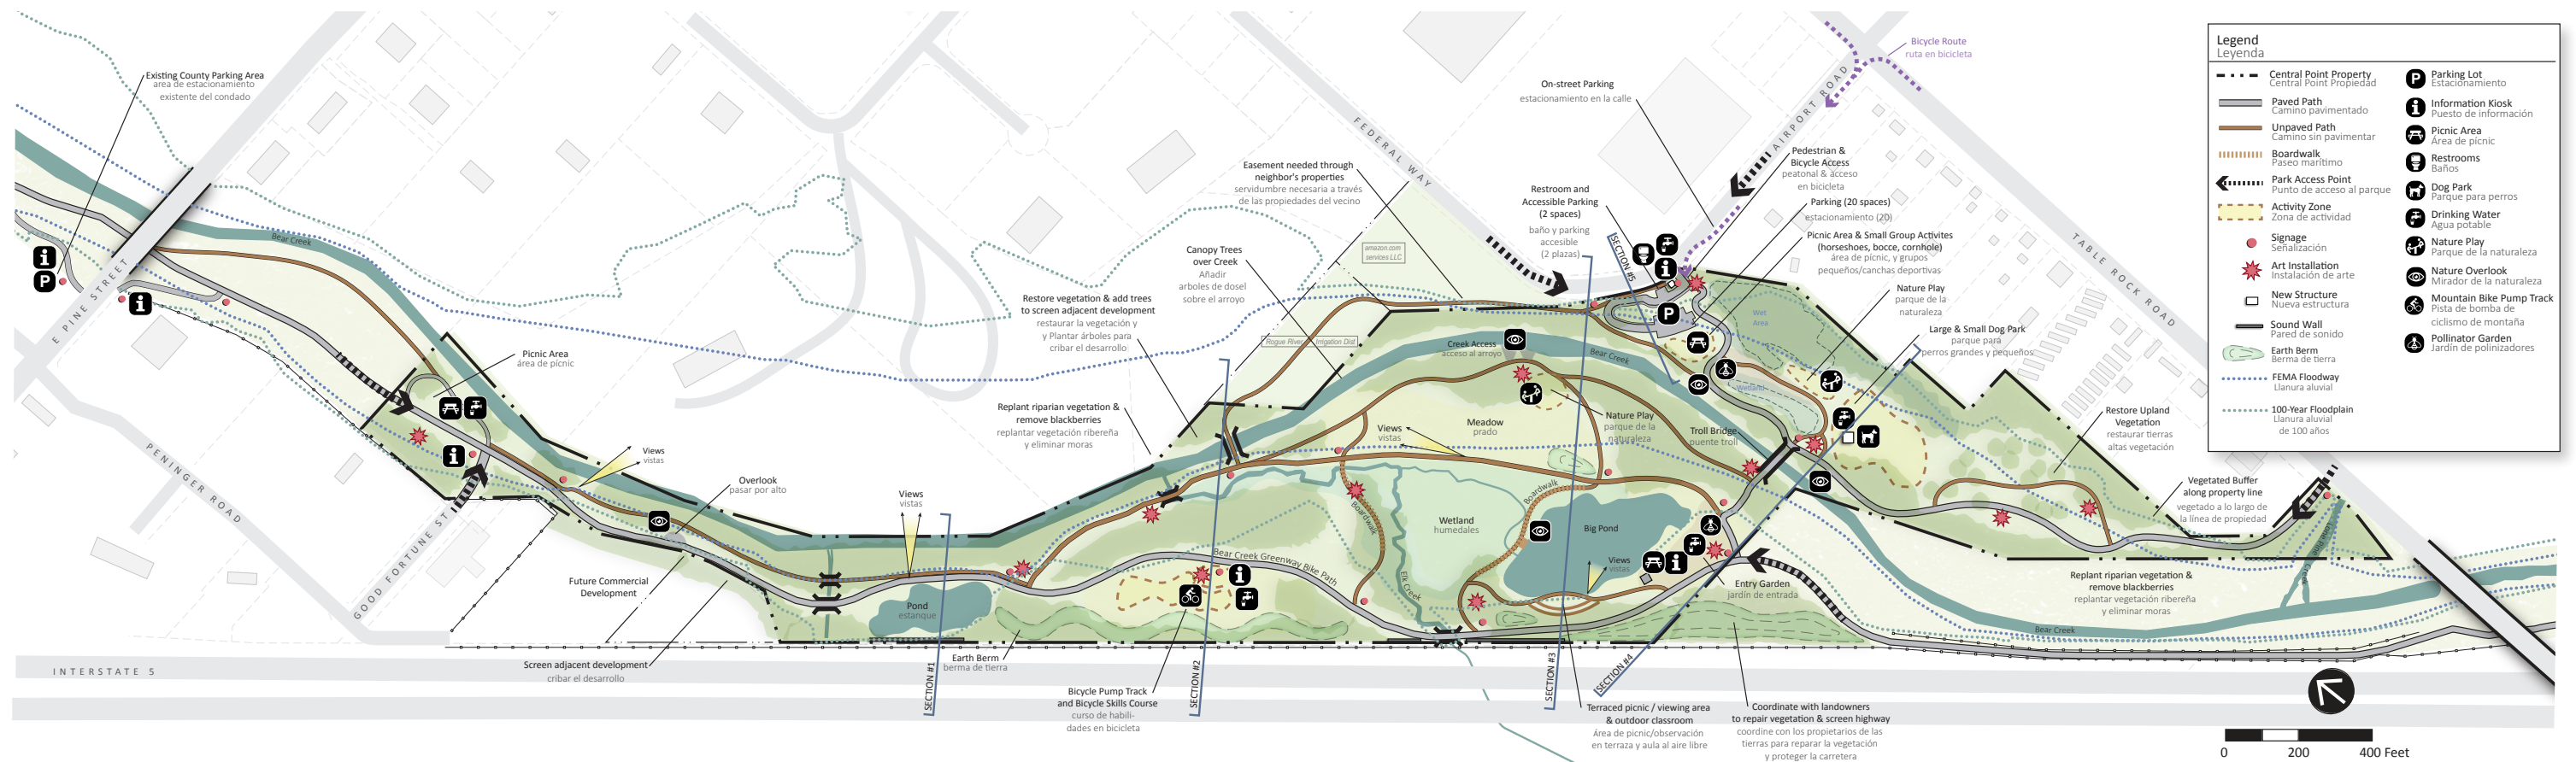 Existing County Parking Area
area de estacionamiento
existente del condado
E PINE STREET
Bear Creek
PENINGER ROAD
GOOD FORTUNE ST
INTERSTATE 5
Picnic Area
área de picnic
Views
vistas
Overlook
pasar por alto
Future Commercial
Development
Screen adjacent development
cribar el desarrollo
Views
vistas
Pond
estanque
SECTION #1
Earth Berm
berma de tierra
Restore vegetation & add trees
to screen adjacent development
restaurar la vegetación y
y Plantar árboles para
cribar el desarrollo
Replant riparian vegetation &
remove blackberries
replantar vegetación ribereña
y eliminar moras
Canopy Trees
over Creek
Añadir
arboles de dosel
sobre el arroyo
Easement needed through
neighbor's properties
servidumbre necesaria a través
de las propiedades del vecino
amazon.com
services LLC
Rogue River
Irrigation Dist
FEDERAL WAY
Bear Creek Greenway Bike Path
Bicycle Pump Track
and Bicycle Skills Course
curso de habili-
dades en bicicleta
SECTION #2
Creek Access
acceso al arroyo
Bear Creek
Meadow
prado
Views
vistas
Nature Play
parque de la
naturaleza
Wetland
humedales
Boardwalk
Boardwalk
Elk Creek
Big Pond
Views
vistas
SECTION #3
SECTION #4
Terraced picnic / viewing area
& outdoor classroom
Área de picnic/observación
en terraza y aula al aire libre
Coordinate with landowners
to repair vegetation & screen highway
coordine con los propietarios de las
tierras para reparar la vegetación
y proteger la carretera
Entry Garden
jardín de entrada
Troll Bridge
puente troll
On-street Parking
estacionamiento en la calle
Restroom and
Accessible Parking
(2 spaces)
baño y parking
accesible
(2 plazas)
SECTION #5
AIRPORT ROAD
Bicycle Route
ruta en bicicleta
Pedestrian &
Bicycle Access
peatonal & acceso
en bicicleta
Parking (20 spaces)
estacionamiento (20)
Picnic Area & Small Group Activites
(horseshoes, bocce, cornhole)
área de picnic, y grupos
pequeños/canchas deportivas
Nature Play
parque de la
naturaleza
Large & Small Dog Park
parque para
perros grandes y pequeños
Wet
Area
Wetland
TABLE ROCK ROAD
Restore Upland
Vegetation
restaurar tierras
altas vegetación
Vegetated Buffer
along property line
vegetado a lo largo de
la línea de propiedad
Replant riparian vegetation &
remove blackberries
replantar vegetación ribereña
y eliminar moras
Bear Creek
Legend
Leyenda
Central Point Property
Central Point Propiedad
Paved Path
Camino pavimentado
Unpaved Path
Camino sin pavimentar
Boardwalk
Paseo marítimo
Park Access Point
Punto de acceso al parque
Activity Zone
Zona de actividad
Signage
Señalización
Art Installation
Instalación de arte
New Structure
Nueva estructura
Sound Wall
Pared de sonido
Earth Berm
Berma de tierra
FEMA Floodway
Llanura aluvial
100-Year Floodplain
Llanura aluvial
de 100 años
P
Parking Lot
Estacionamiento
i
Information Kiosk
Puesto de información
Picnic Area
Área de picnic
Restrooms
Baños
Dog Park
Parque para perros
Drinking Water
Agua potable
Nature Play
Parque de la naturaleza
Nature Overlook
Mirador de la naturaleza
Mountain Bike Pump Track
Pista de bomba de
ciclismo de montaña
Pollinator Garden
Jardín de polinizadores
0 200 400 Feet